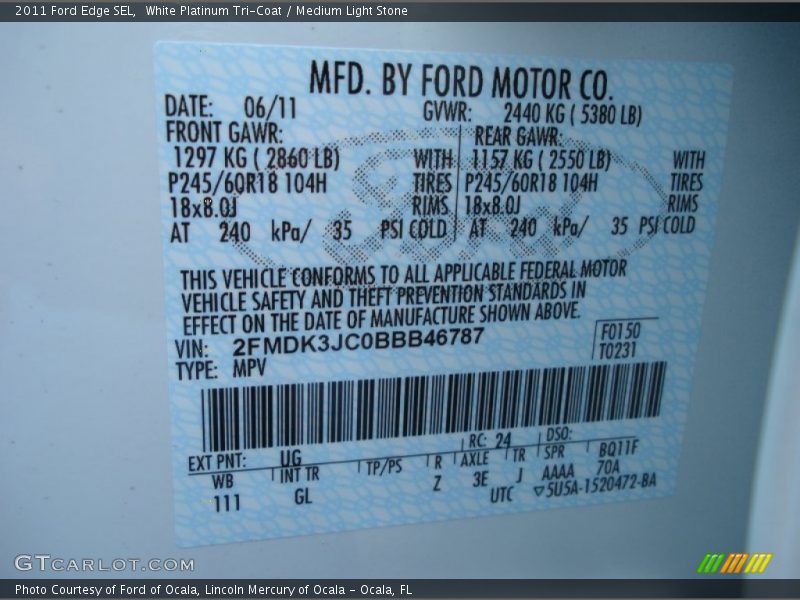 2011 Ford Edge SEL, White Platinum Tri-Coat / Medium Light Stone
MFD. BY FORD MOTOR CO.
DATE: 06/11 GVWR: 2440 KG ( 5380 LB)
FRONT GAWR: REAR GAWR:
1297 KG ( 2860 LB) WITH 1157 KG ( 2550 LB) WITH
P245/60R18 104H TIRES P245/60R18 104H TIRES
18x8.0J RIMS 18x8.0J RIMS
AT 240 kPa/ 35 PSI COLD AT 240 kPa/ 35 PSI COLD
THIS VEHICLE CONFORMS TO ALL APPLICABLE FEDERAL MOTOR
VEHICLE SAFETY AND THEFT PREVENTION STANDARDS IN
EFFECT ON THE DATE OF MANUFACTURE SHOWN ABOVE.
VIN: 2FMDK3JC0BBB46787 F0150
TYPE: MPV T0231
EXT PNT: UG RC: 24 DSO:
WB INT TR TP/PS R AXLE TR SPR BQ11F
111 GL Z 3E J AAAA 70A
UTC ▽5U5A-1520472-BA
GTCARLOT.COM
Photo Courtesy of Ford of Ocala, Lincoln Mercury of Ocala - Ocala, FL